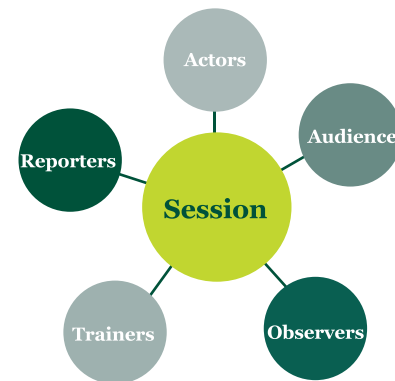 Actors
Audience
Reporters
Session
Trainers
Observers